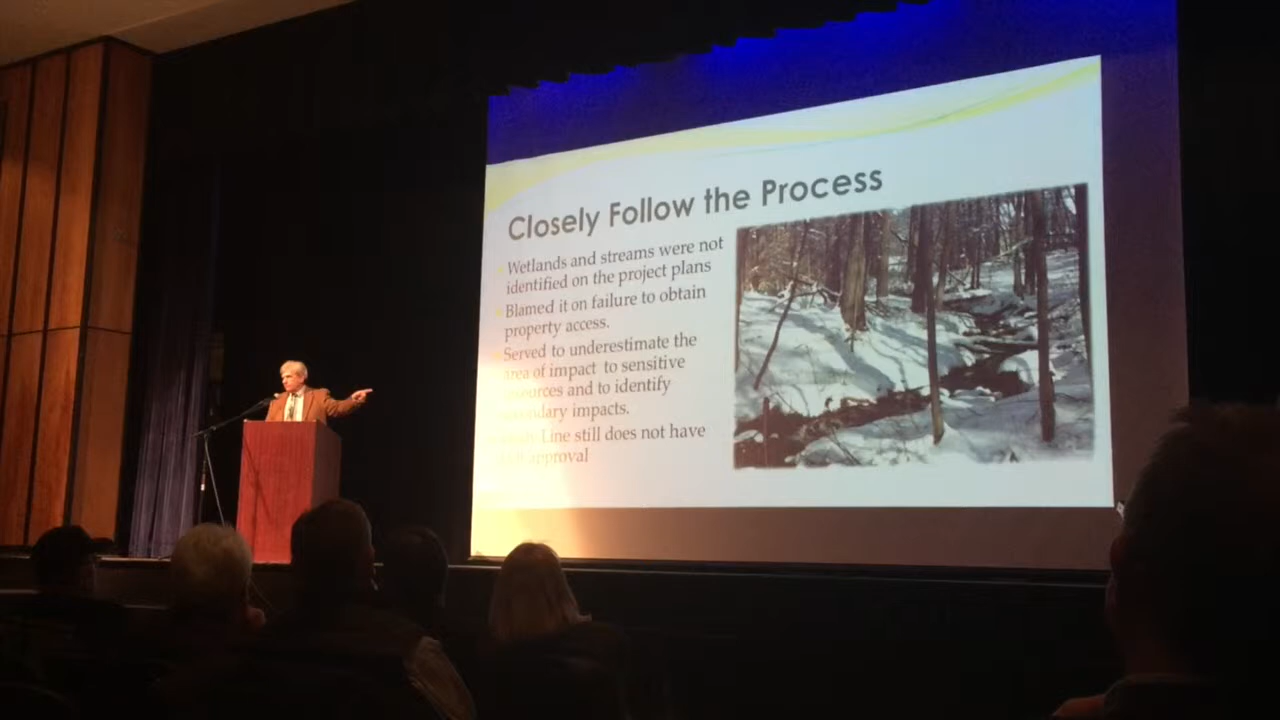 Closely Follow the Process
Wetlands and streams were not
identified on the project plans
Blamed it on failure to obtain
property access.
Served to underestimate the
area of impact to sensitive
and to identify
impacts.
Line still does not have
approval